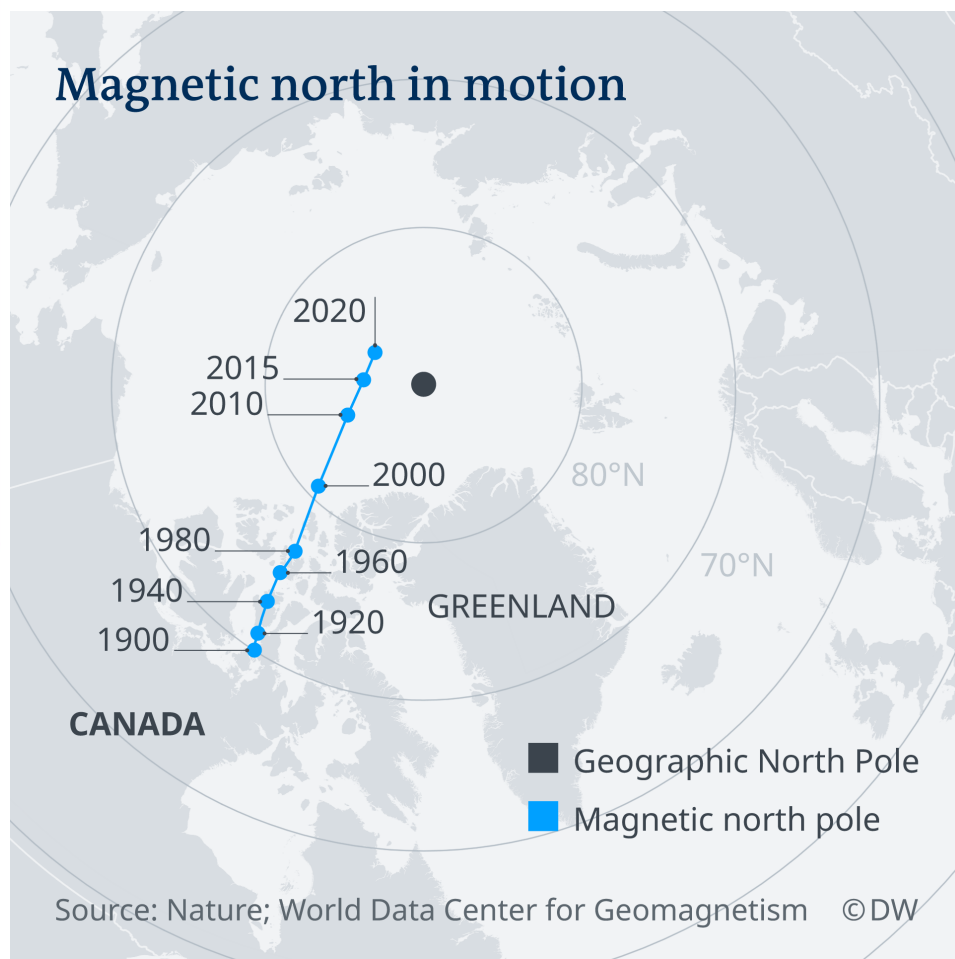 Magnetic north in motion
2020
2015
2010
2000
80°N
1980
1960
70°N
1940
GREENLAND
1920
1900
CANADA
Geographic North Pole
Magnetic north pole
Source: Nature; World Data Center for Geomagnetism
© DW